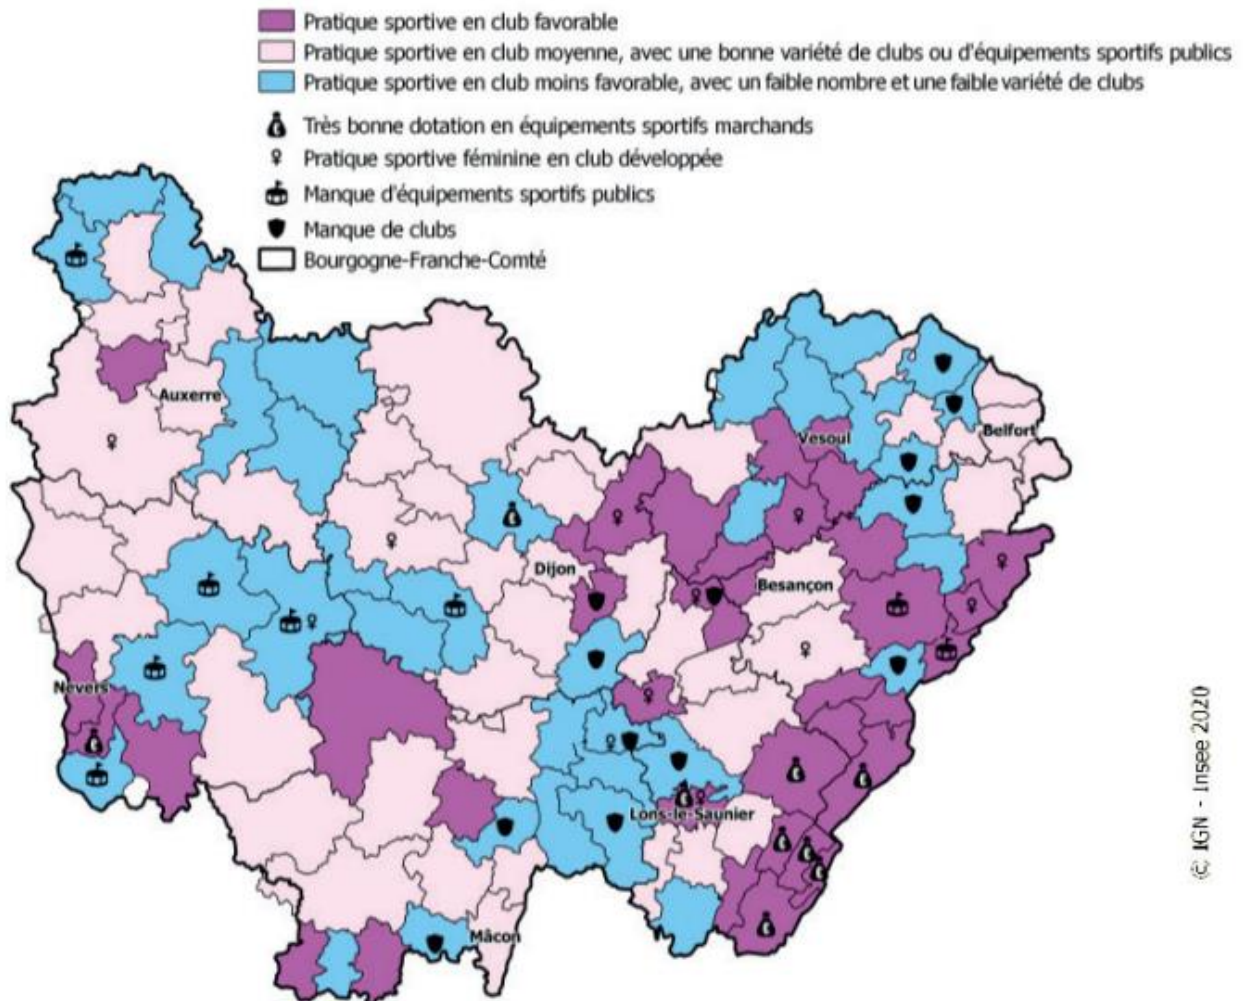 Pratique sportive en club favorable
Pratique sportive en club moyenne, avec une bonne variété de clubs ou d'équipements sportifs publics
Pratique sportive en club moins favorable, avec un faible nombre et une faible variété de clubs
Très bonne dotation en équipements sportifs marchands
Pratique sportive féminine en club développée
Manque d'équipements sportifs publics
Manque de clubs
Bourgogne-Franche-Comté
Auxerre
Vesoul
Belfort
Dijon
Besançon
Nevers
Lons-le-Saunier
Mâcon
© IGN - Insee 2020